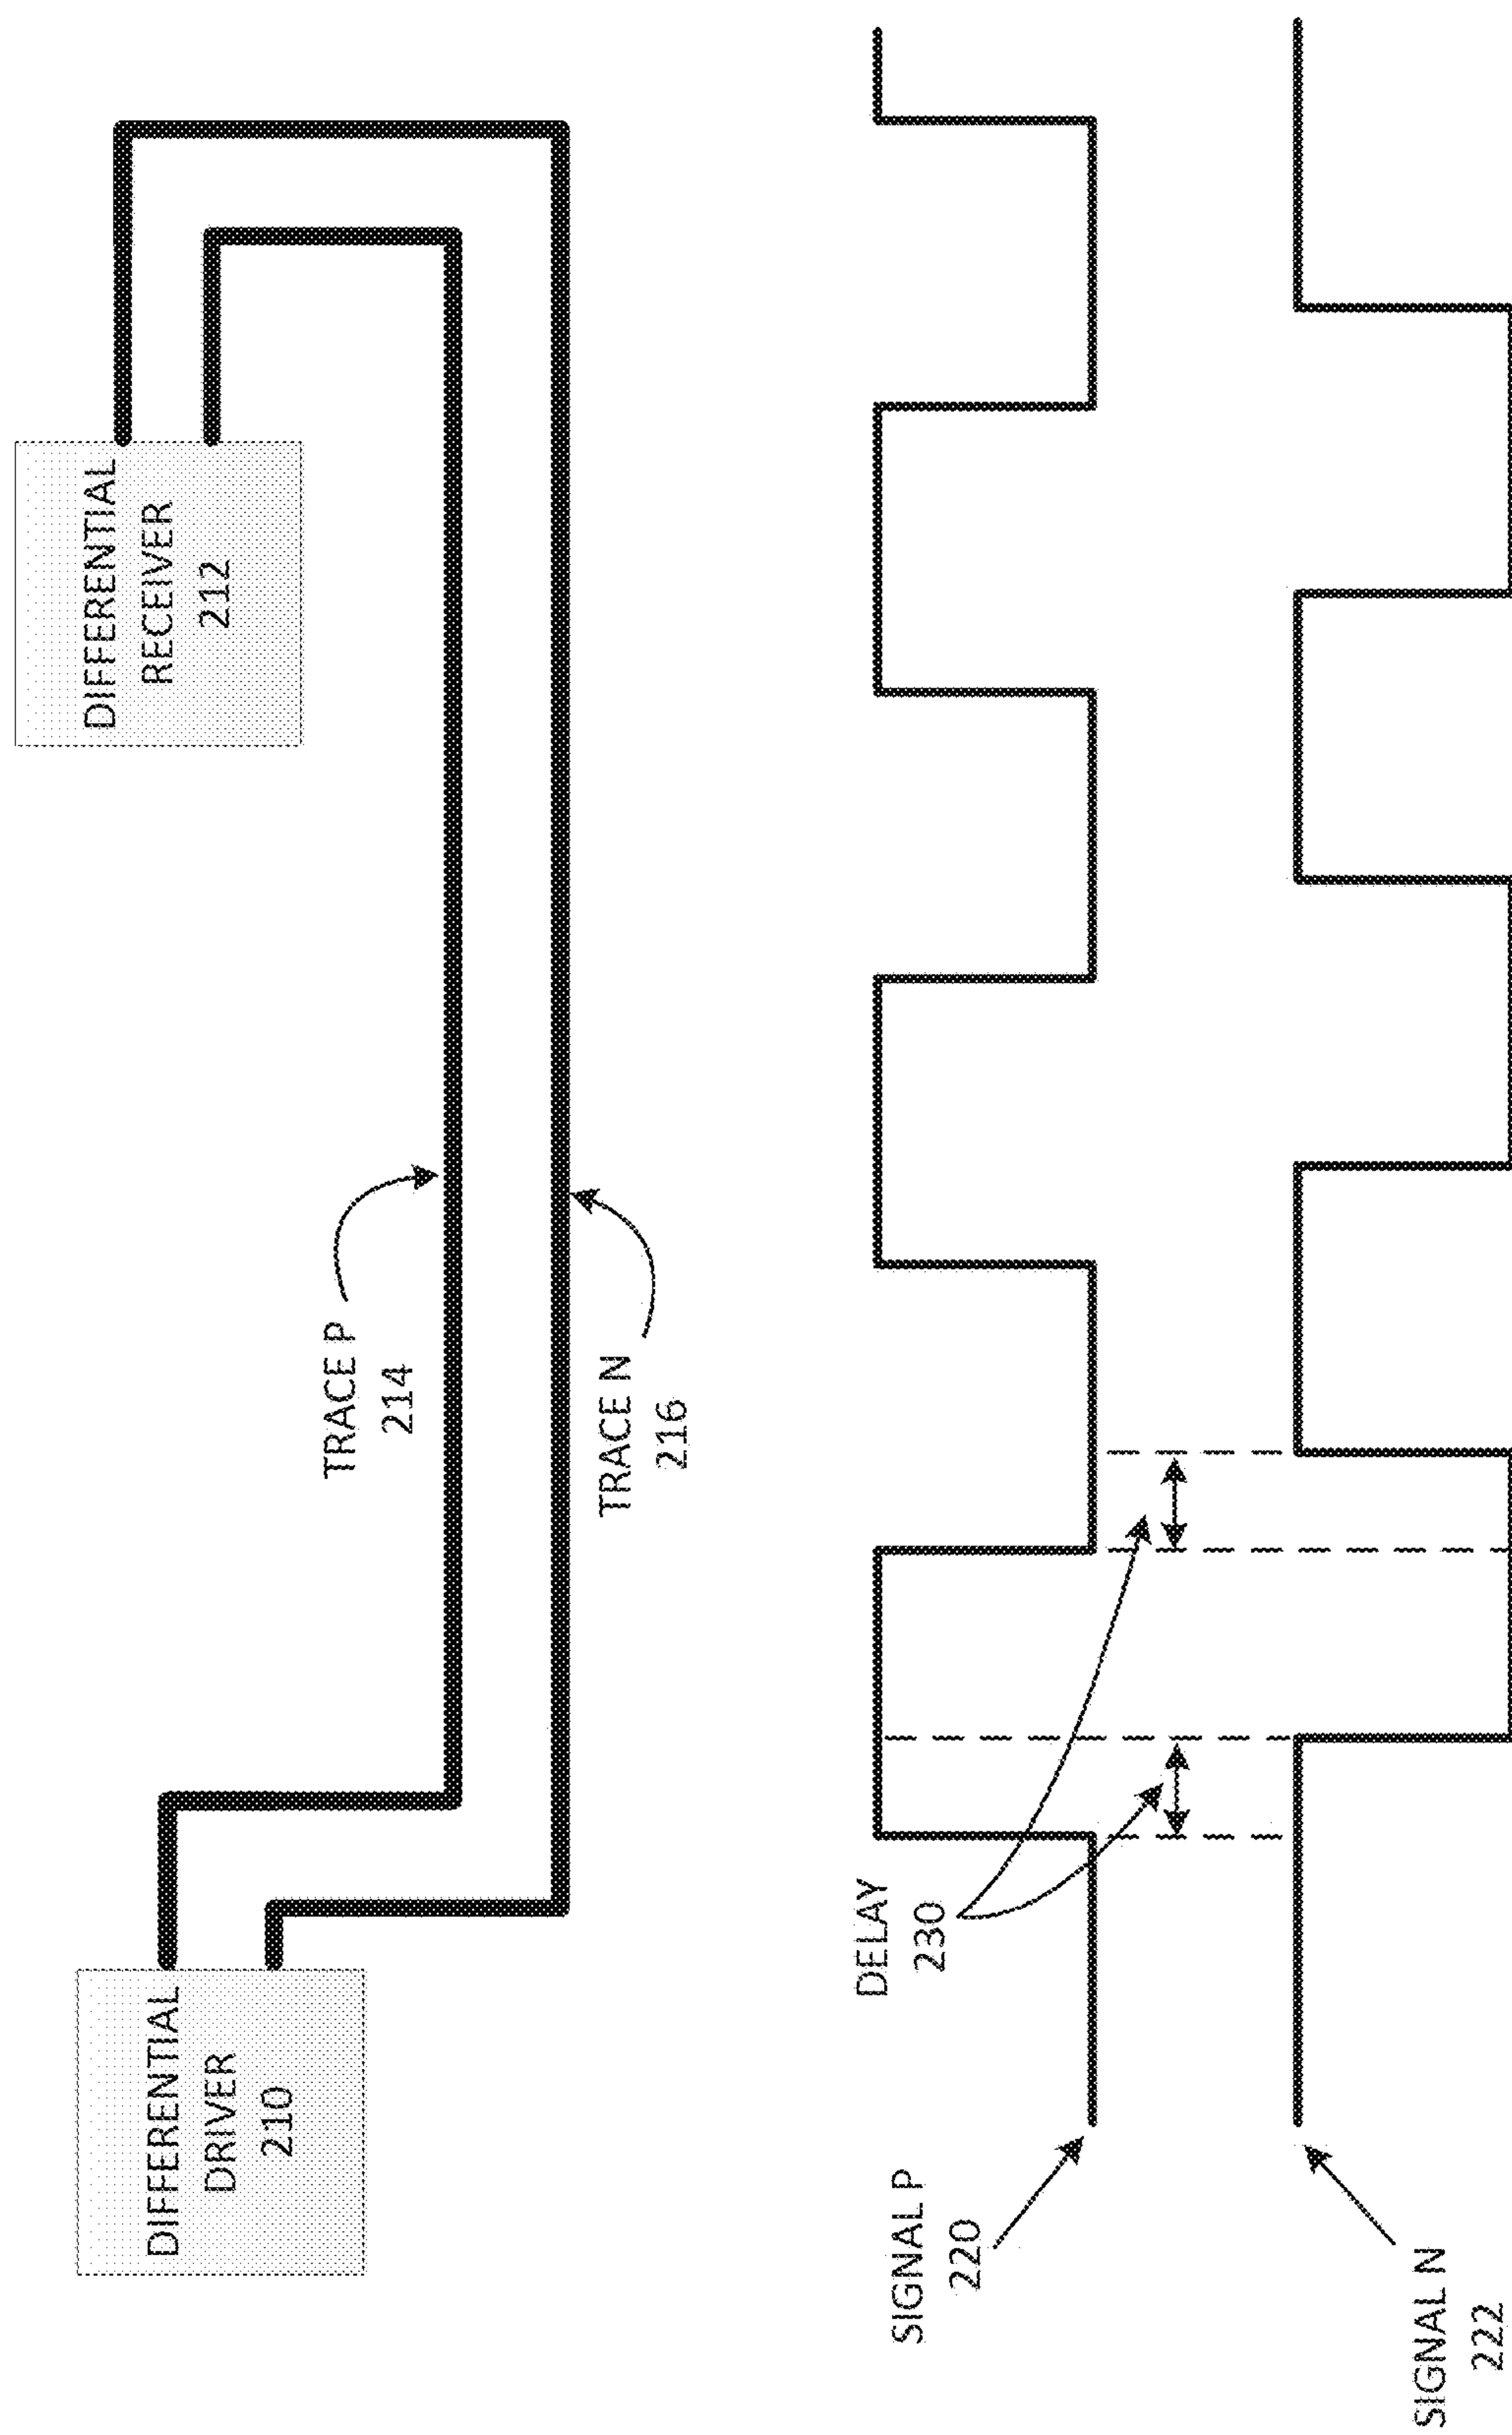 DIFFERENTIAL
DRIVER
210
DIFFERENTIAL
RECEIVER
212
TRACE P
214
TRACE N
216
DELAY
230
SIGNAL P
220
SIGNAL N
222